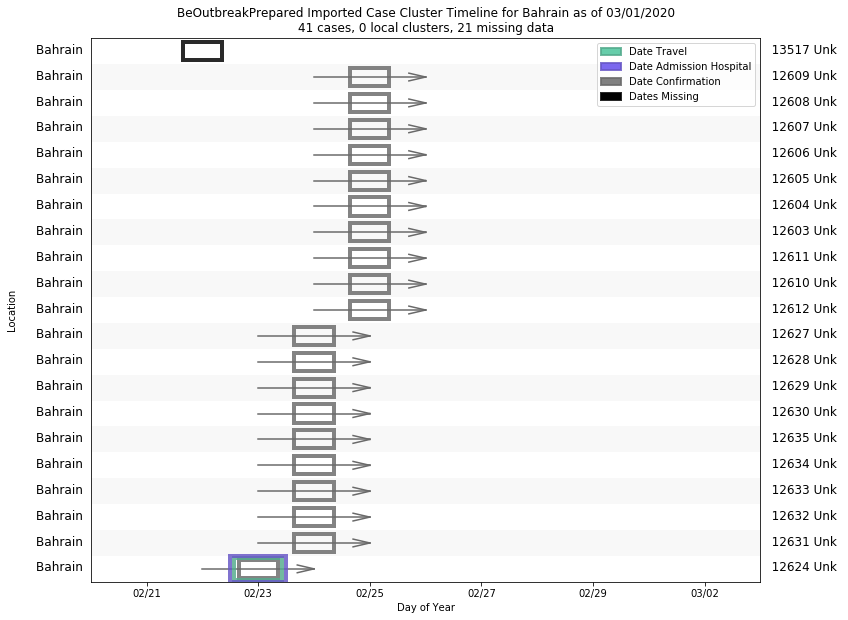 BeOutbreakPrepared Imported Case Cluster Timeline for Bahrain as of 03/01/2020
41 cases, 0 local clusters, 21 missing data
Date Travel
Date Admission Hospital
Date Confirmation
Dates Missing
Bahrain 13517 Unk
Bahrain 12609 Unk
Bahrain 12608 Unk
Bahrain 12607 Unk
Bahrain 12606 Unk
Bahrain 12605 Unk
Bahrain 12604 Unk
Bahrain 12603 Unk
Bahrain 12611 Unk
Bahrain 12610 Unk
Bahrain 12612 Unk
Bahrain 12627 Unk
Bahrain 12628 Unk
Bahrain 12629 Unk
Bahrain 12630 Unk
Bahrain 12635 Unk
Bahrain 12634 Unk
Bahrain 12633 Unk
Bahrain 12632 Unk
Bahrain 12631 Unk
Bahrain 12624 Unk
Location
02/21 02/23 02/25 02/27 02/29 03/02
Day of Year